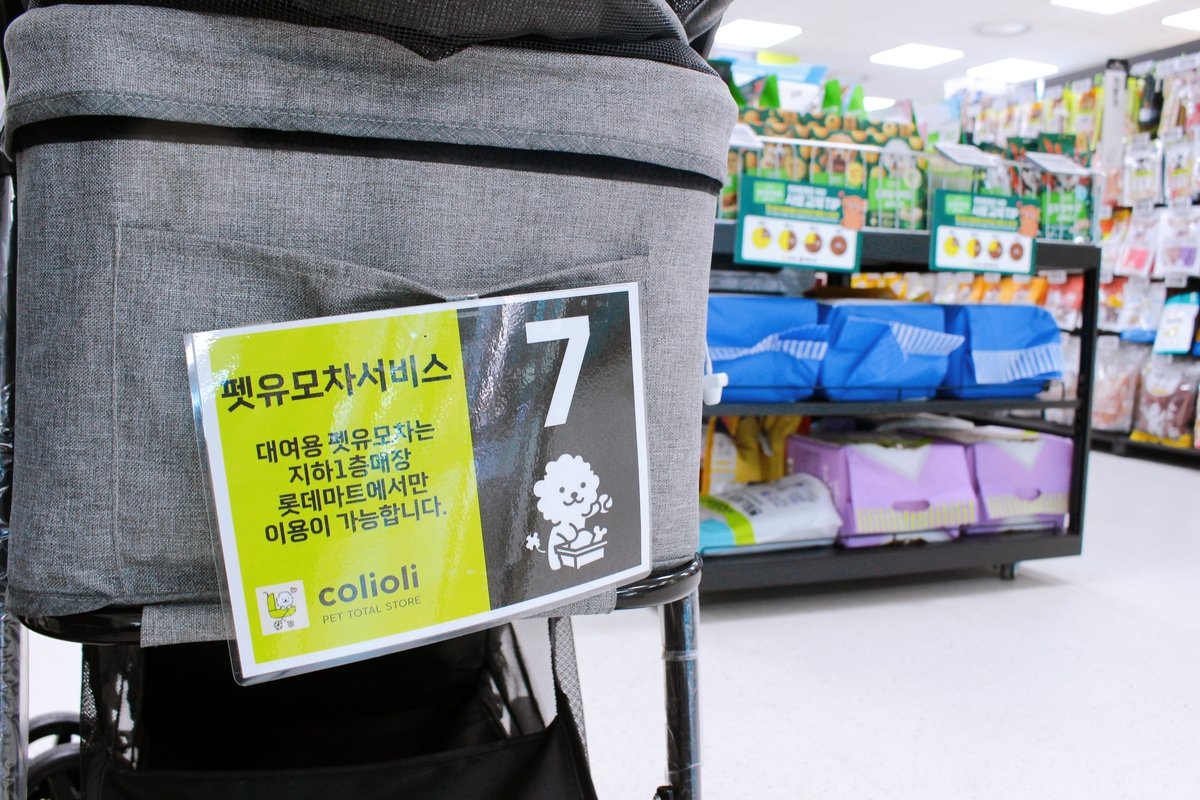 펫유모차서비스
대여용 펫유모차는
지하1층매장
롯데마트에서만
이용이 가능합니다.
colioli
PET TOTAL STORE
7